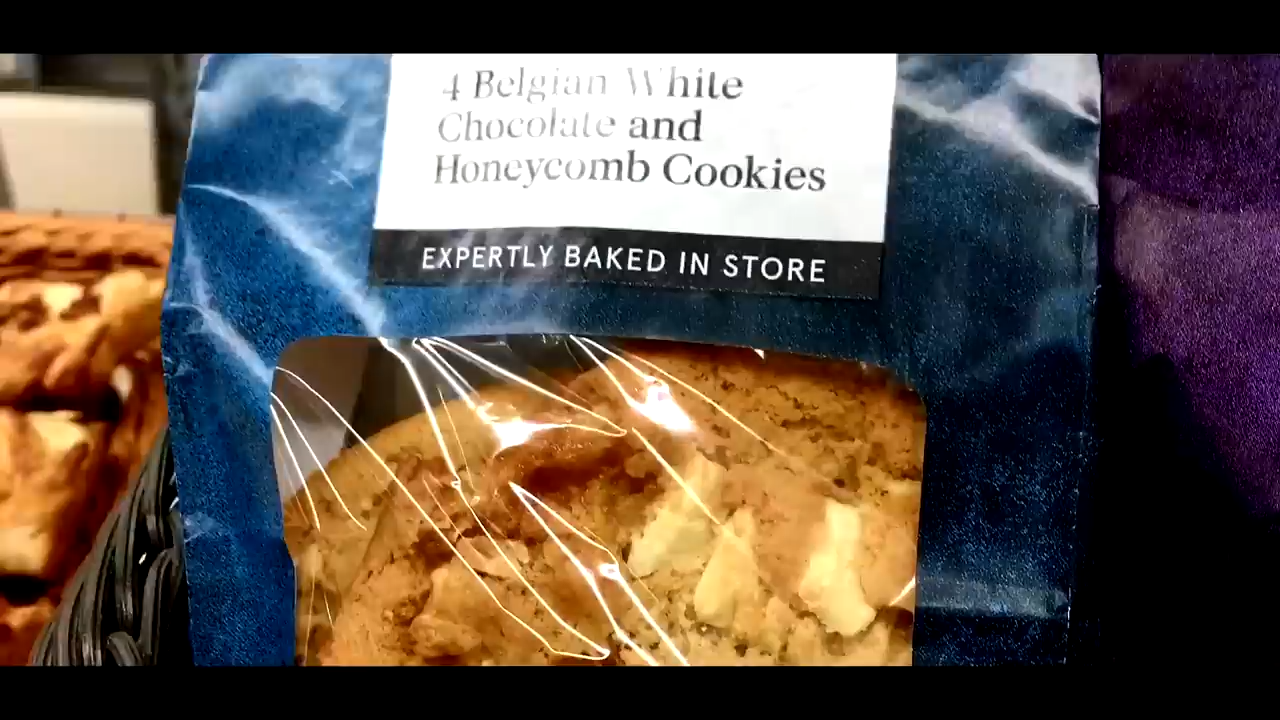 4 Belgian White
Chocolate and
Honeycomb Cookies
EXPERTLY BAKED IN STORE